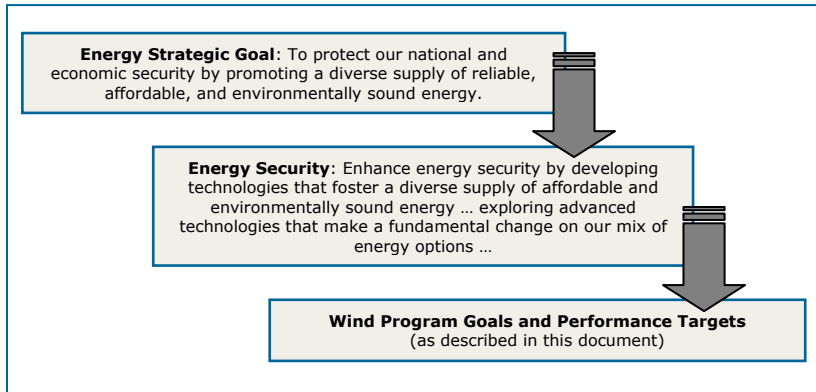 Energy Strategic Goal: To protect our national and
economic security by promoting a diverse supply of reliable,
affordable, and environmentally sound energy.
Energy Security: Enhance energy security by developing
technologies that foster a diverse supply of affordable and
environmentally sound energy … exploring advanced
technologies that make a fundamental change on our mix of
energy options …
Wind Program Goals and Performance Targets
(as described in this document)